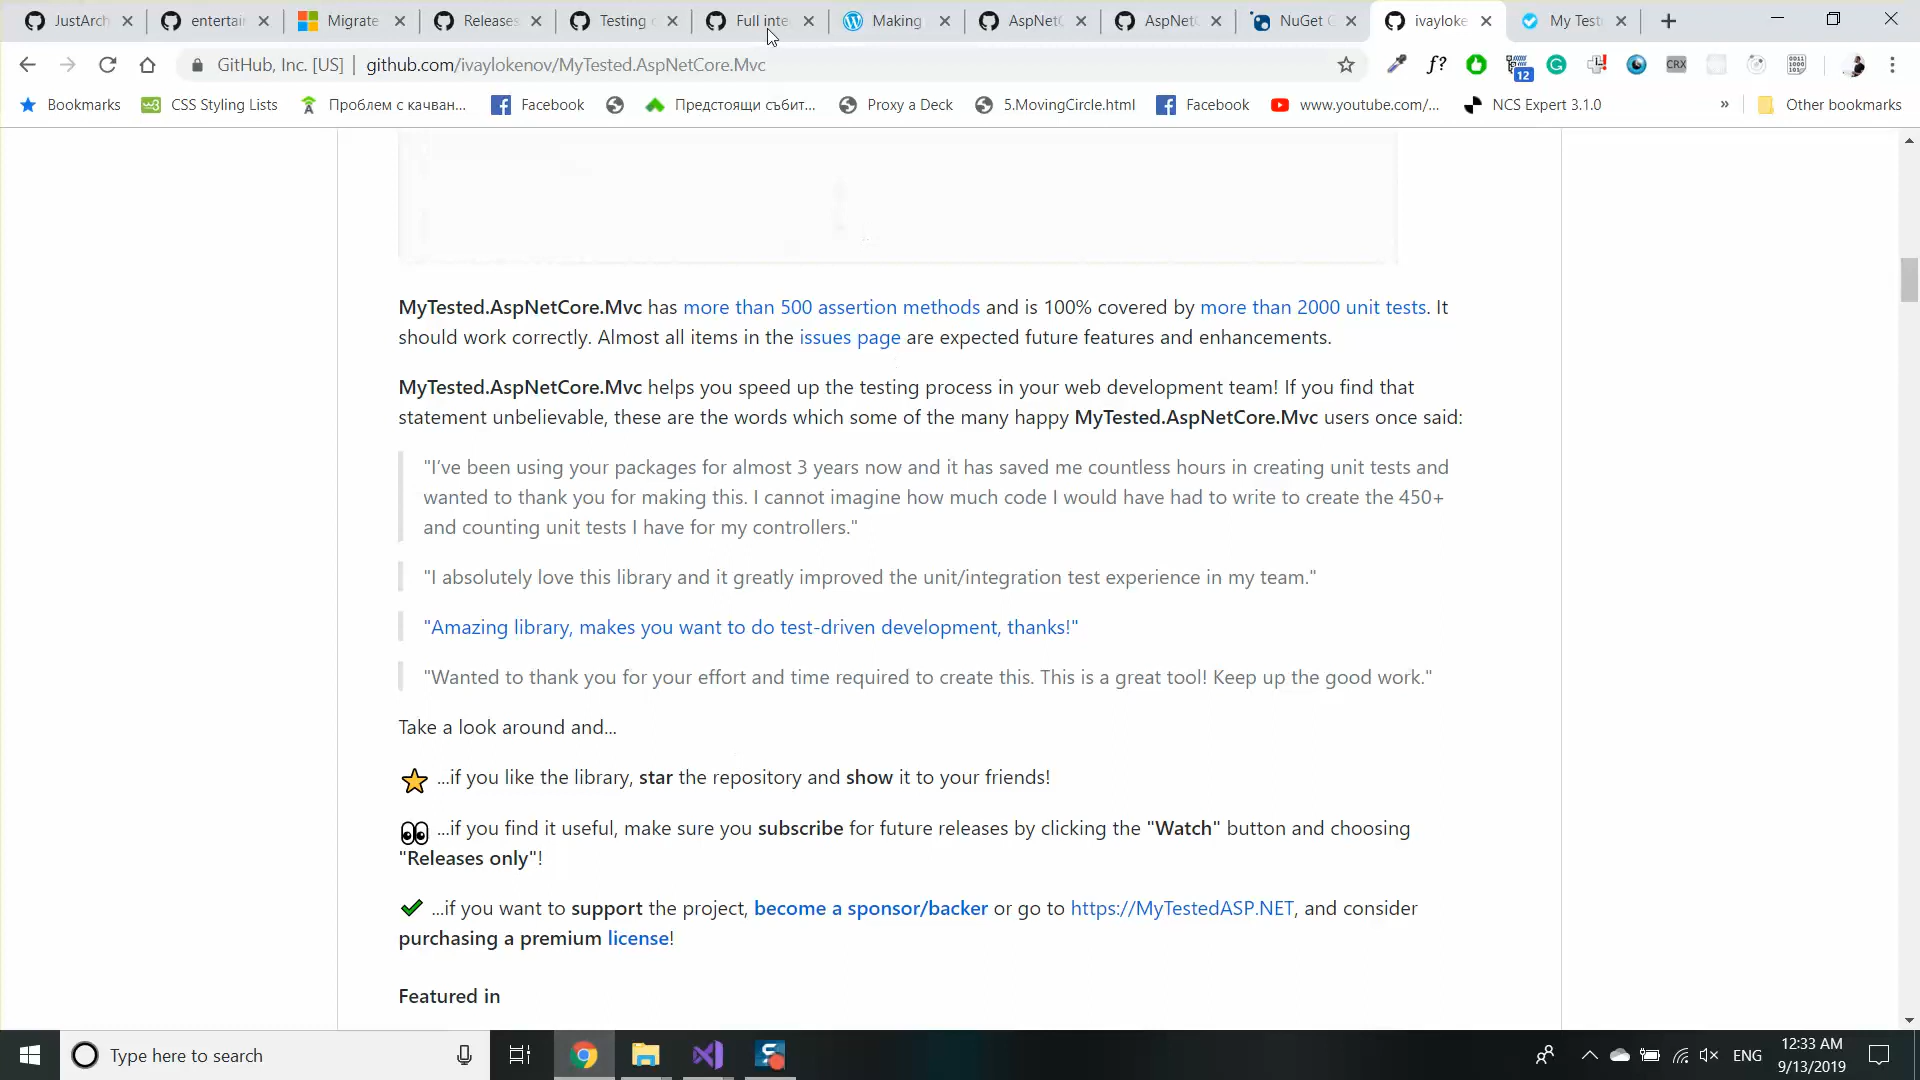 JustArch entertai Migrate Releases Testing Full inte Making AspNetC AspNetC NuGet ivayloke My Test
GitHub, Inc. [US] | github.com/ivaylokenov/MyTested.AspNetCore.Mvc f? 12 CRX
Bookmarks CSS Styling Lists Проблем с качван... Facebook Предстоящи събит... Proxy a Deck 5.MovingCircle.html Facebook www.youtube.com/... NCS Expert 3.1.0 » Other bookmarks
MyTested.AspNetCore.Mvc has more than 500 assertion methods and is 100% covered by more than 2000 unit tests. It
should work correctly. Almost all items in the issues page are expected future features and enhancements.
MyTested.AspNetCore.Mvc helps you speed up the testing process in your web development team! If you find that
statement unbelievable, these are the words which some of the many happy MyTested.AspNetCore.Mvc users once said:
"I've been using your packages for almost 3 years now and it has saved me countless hours in creating unit tests and
wanted to thank you for making this. I cannot imagine how much code I would have had to write to create the 450+
and counting unit tests I have for my controllers."
"I absolutely love this library and it greatly improved the unit/integration test experience in my team."
"Amazing library, makes you want to do test-driven development, thanks!"
"Wanted to thank you for your effort and time required to create this. This is a great tool! Keep up the good work."
Take a look around and...
...if you like the library, star the repository and show it to your friends!
...if you find it useful, make sure you subscribe for future releases by clicking the "Watch" button and choosing
"Releases only"!
...if you want to support the project, become a sponsor/backer or go to https://MyTestedASP.NET, and consider
purchasing a premium license!
Featured in
Type here to search ENG 12:33 AM
9/13/2019